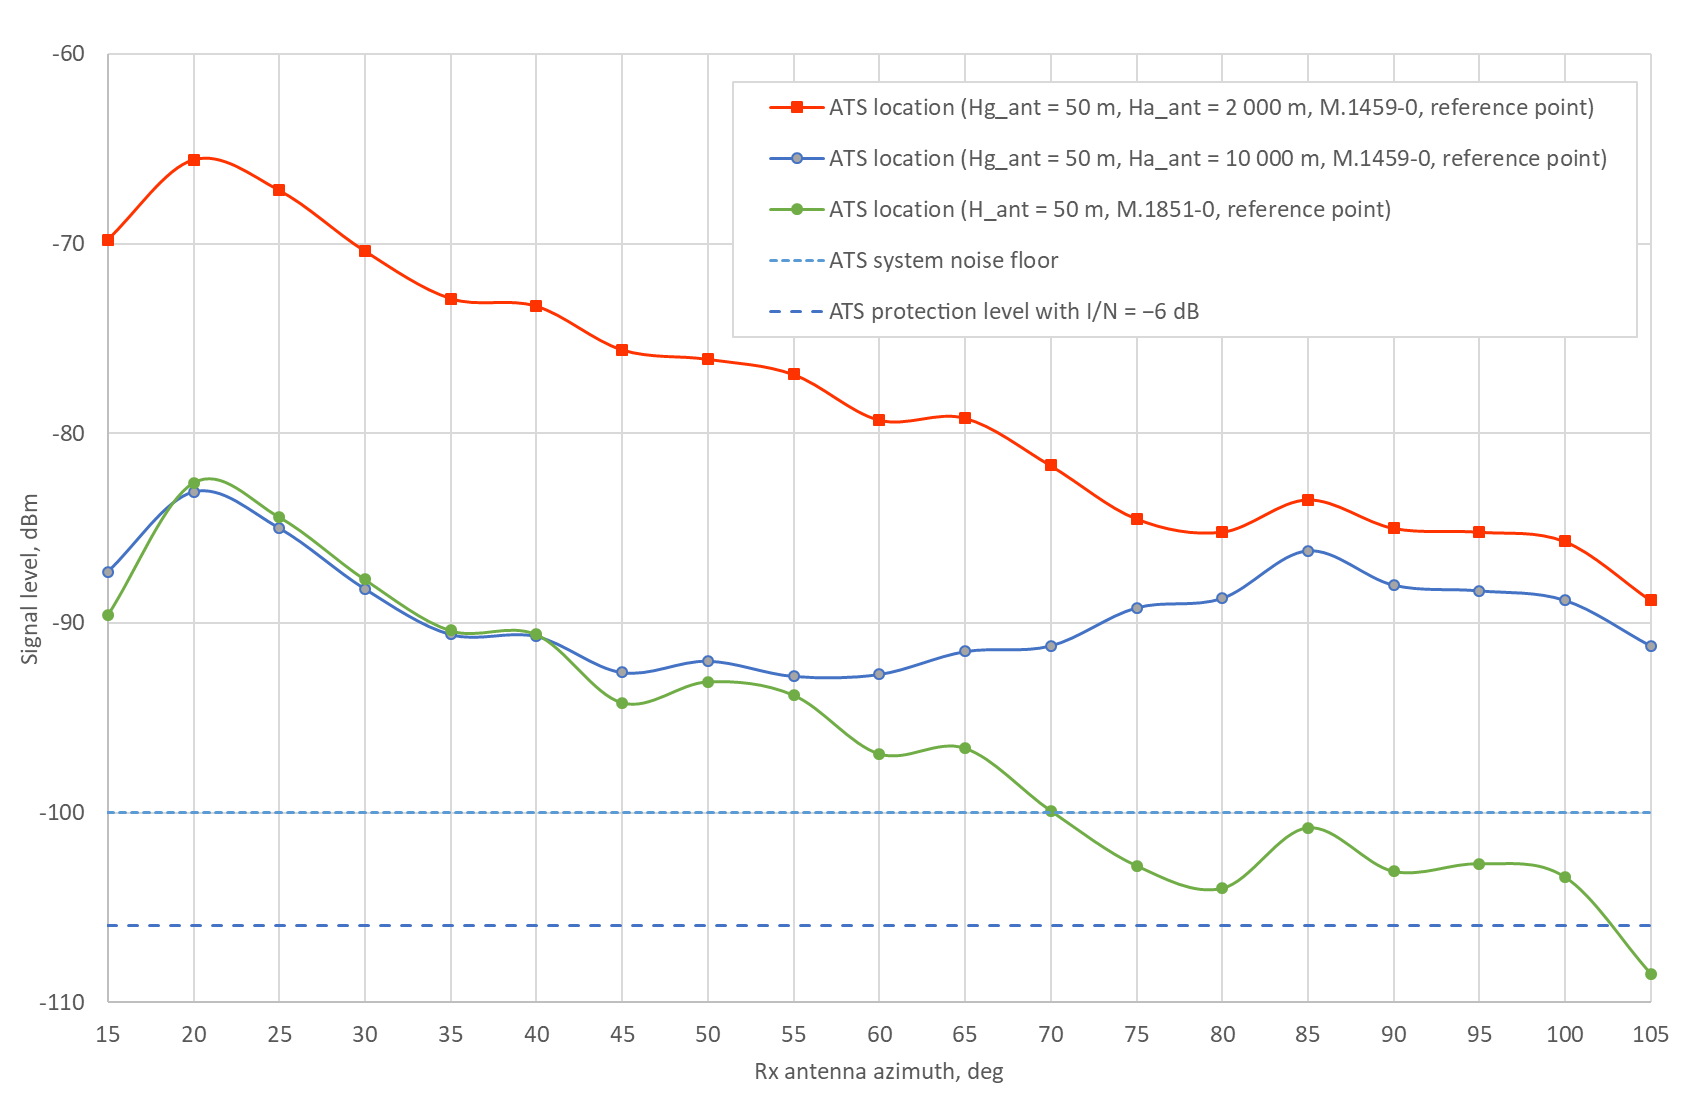 -60
-70
-80
-90
-100
-110
Signal level, dBm
ATS location (Hg_ant = 50 m, Ha_ant = 2 000 m, M.1459-0, reference point)
ATS location (Hg_ant = 50 m, Ha_ant = 10 000 m, M.1459-0, reference point)
ATS location (H_ant = 50 m, M.1851-0, reference point)
ATS system noise floor
ATS protection level with I/N = −6 dB
15 20 25 30 35 40 45 50 55 60 65 70 75 80 85 90 95 100 105
Rx antenna azimuth, deg